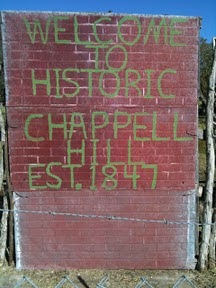 WELCOME
TO
HISTORIC
CHAPPELL
HILL
EST. 1847